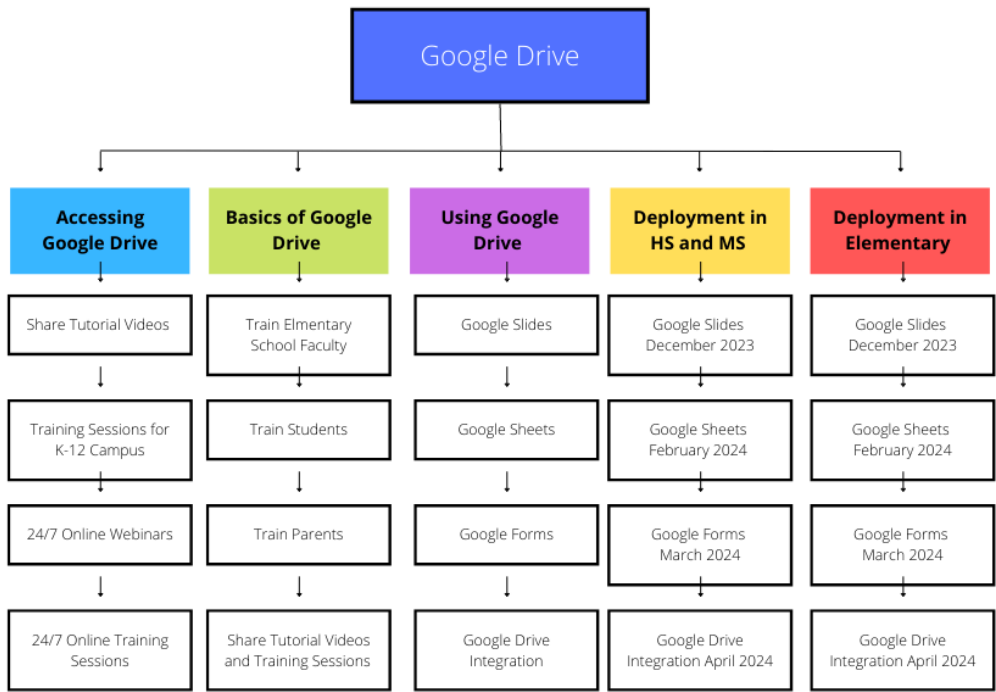 Google Drive
Accessing
Google Drive
Share Tutorial Videos
Training Sessions for
K-12 Campus
24/7 Online Webinars
24/7 Online Training
Sessions
Basics of Google
Drive
Train Elmentary
School Faculty
Train Students
Train Parents
Share Tutorial Videos
and Training Sessions
Using Google
Drive
Google Slides
Google Sheets
Google Forms
Google Drive
Integration
Deployment in
HS and MS
Google Slides
December 2023
Google Sheets
February 2024
Google Forms
March 2024
Google Drive
Integration April 2024
Deployment in
Elementary
Google Slides
December 2023
Google Sheets
February 2024
Google Forms
March 2024
Google Drive
Integration April 2024